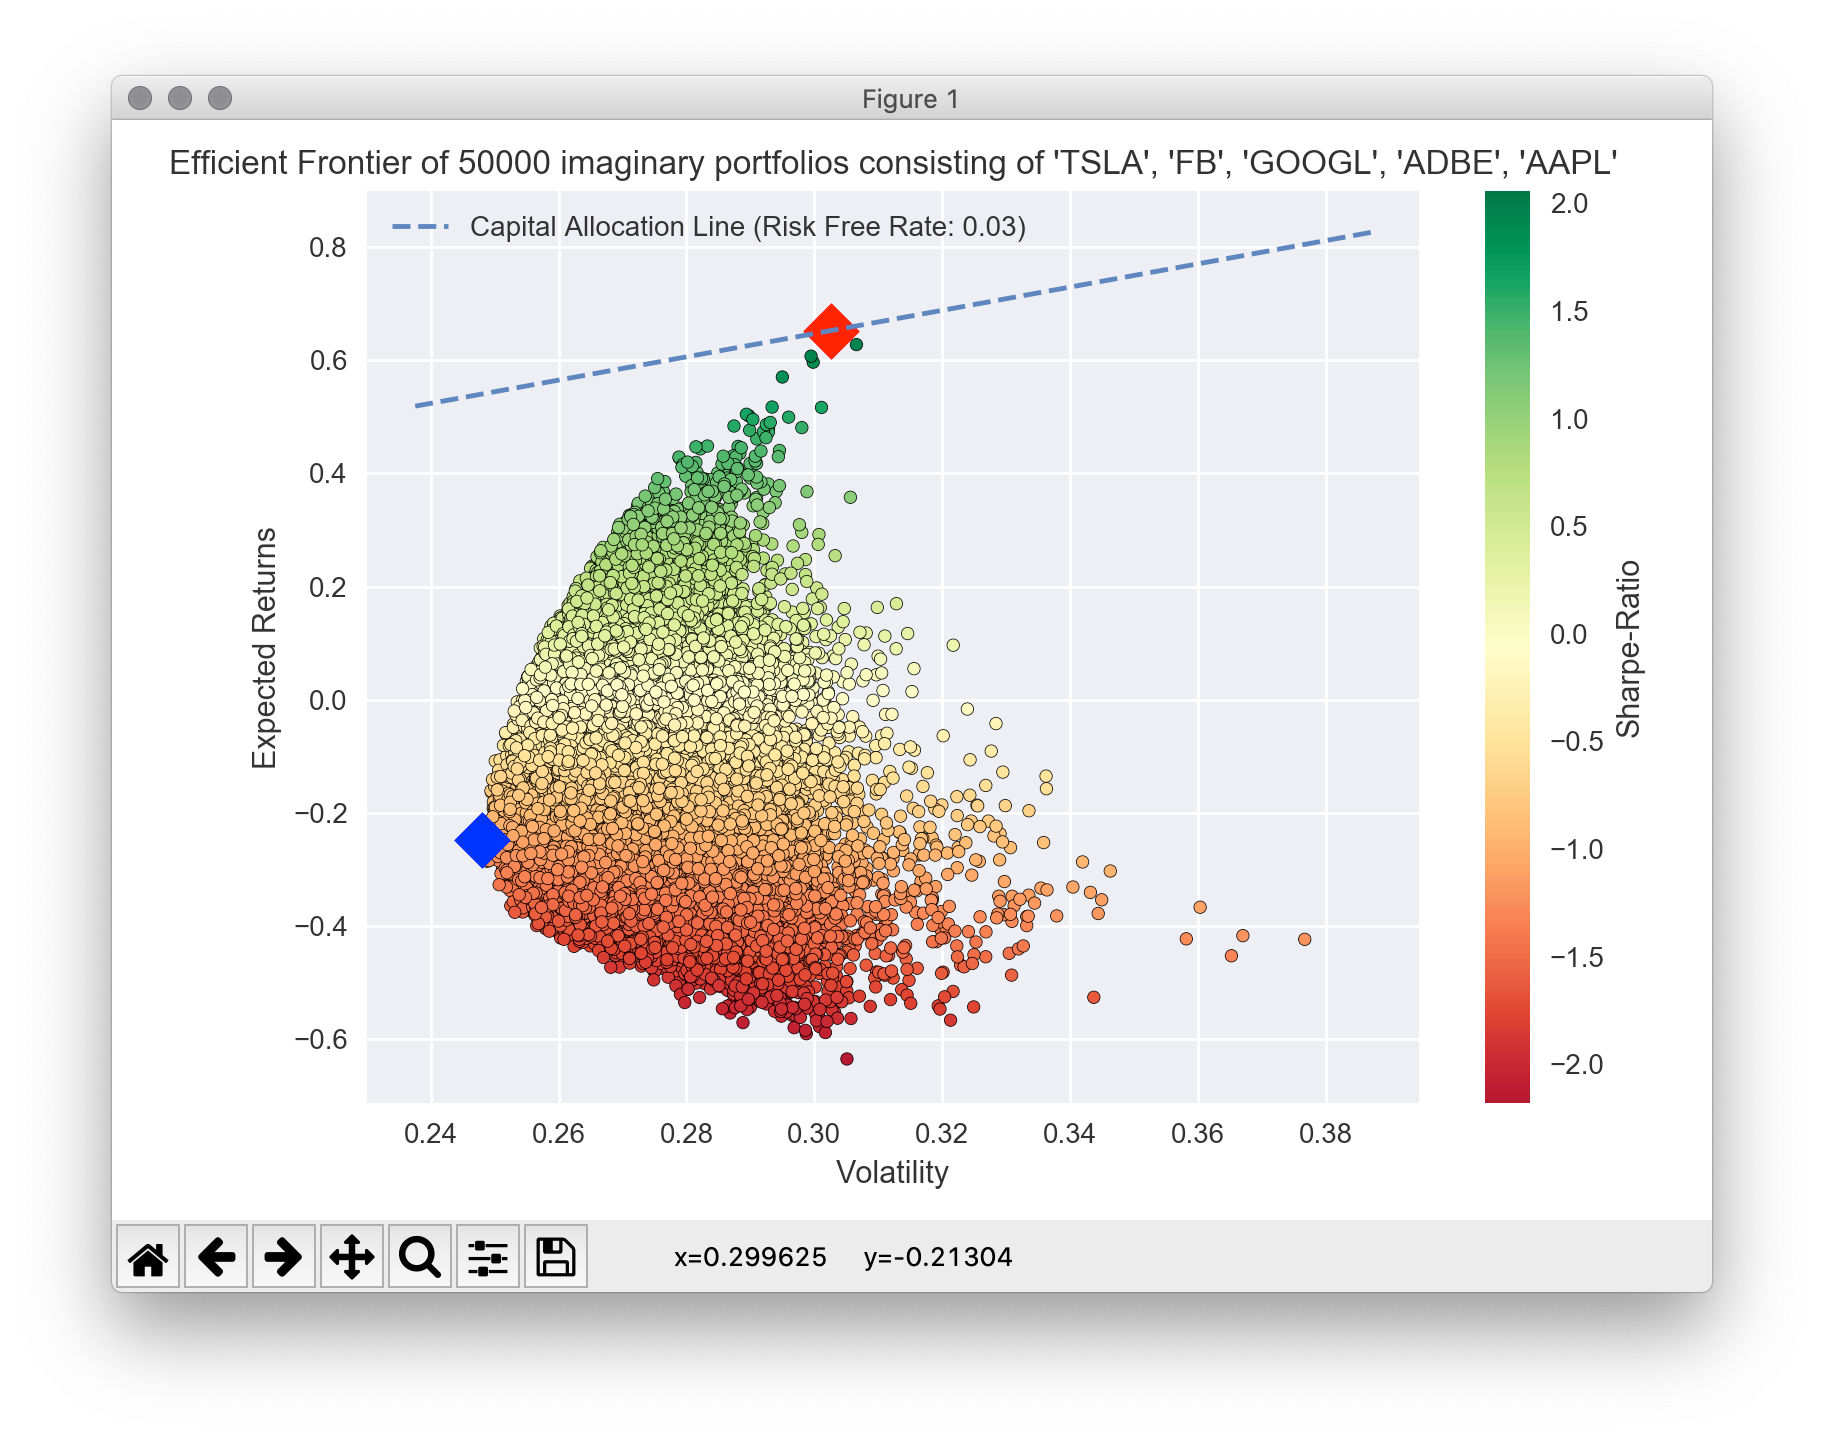 Figure 1
Efficient Frontier of 50000 imaginary portfolios consisting of 'TSLA', 'FB', 'GOOGL', 'ADBE', 'AAPL'
Capital Allocation Line (Risk Free Rate: 0.03)
0.8
0.6
0.4
0.2
0.0
−0.2
−0.4
−0.6
Expected Returns
0.24 0.26 0.28 0.30 0.32 0.34 0.36 0.38
Volatility
2.0
1.5
1.0
0.5
0.0
−0.5
−1.0
−1.5
−2.0
Sharpe-Ratio
x=0.299625 y=-0.21304